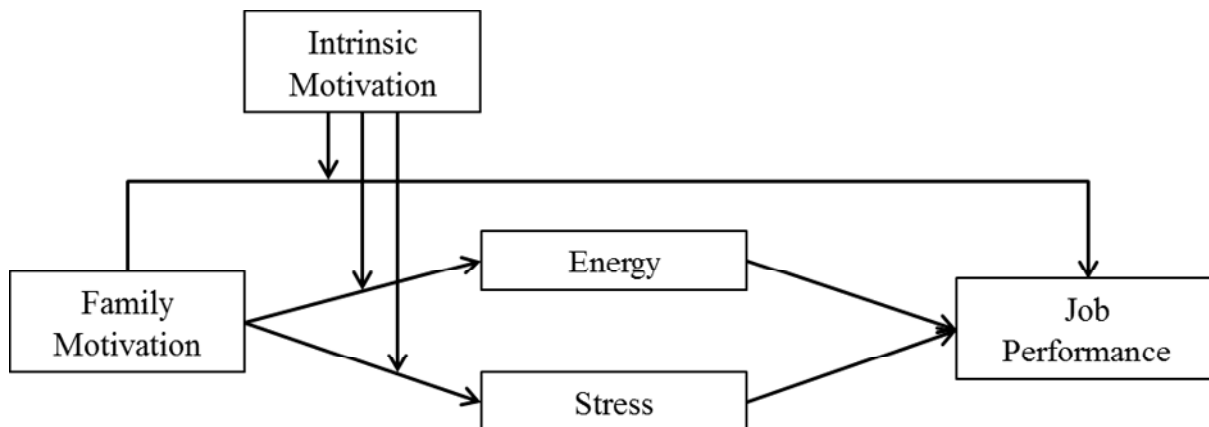 Intrinsic
Motivation
Energy
Family
Motivation
Job
Performance
Stress